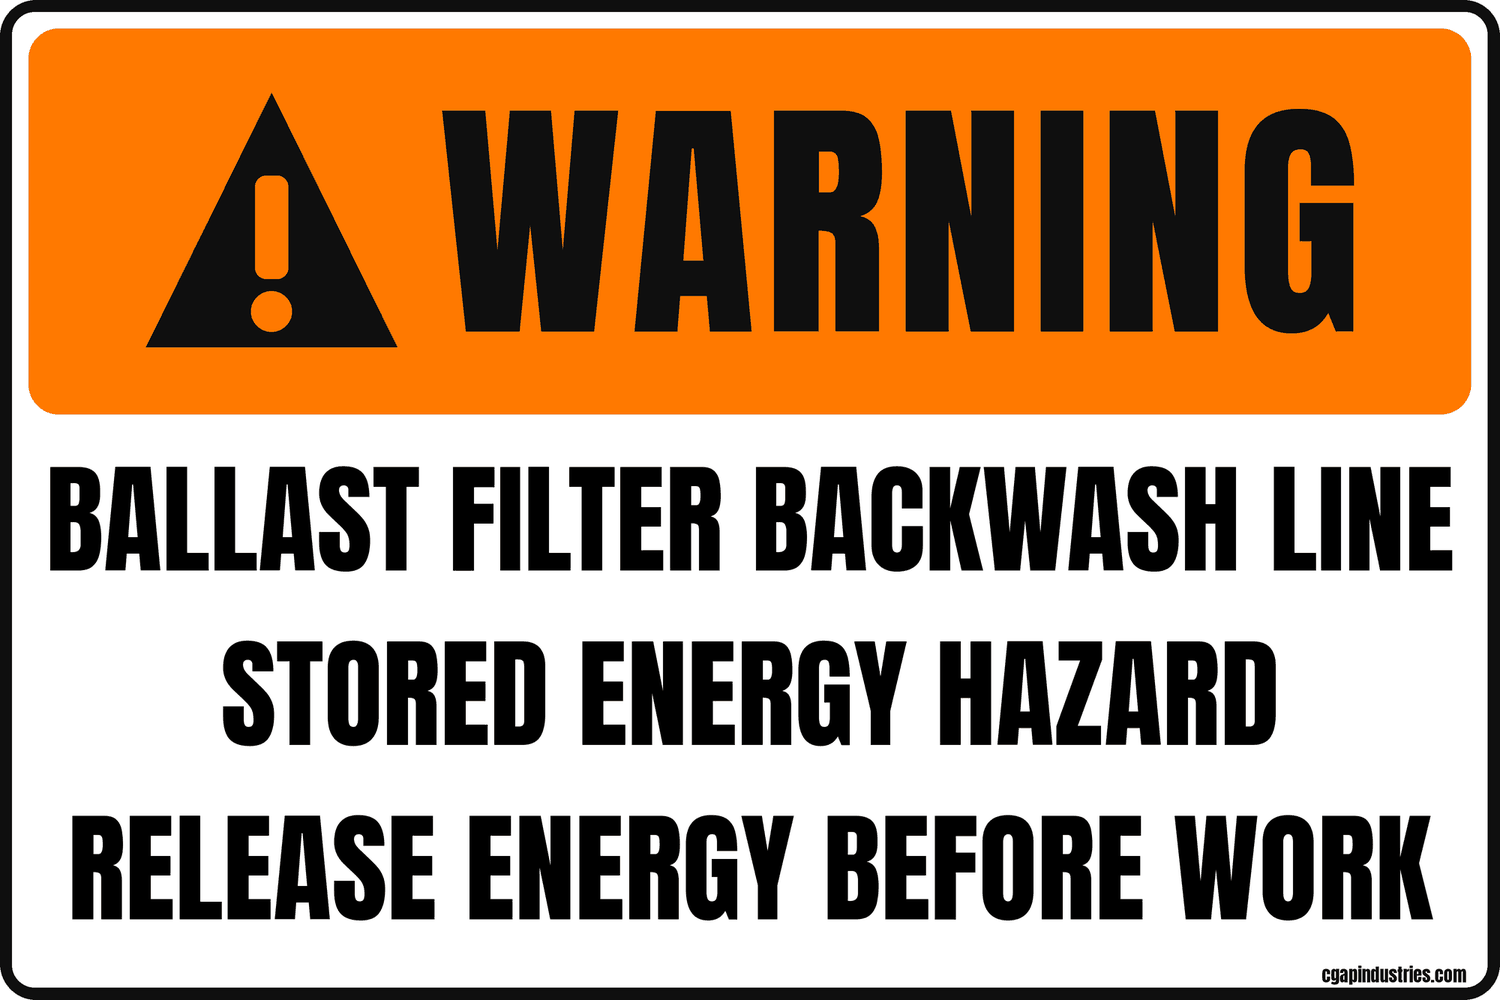 WARNING
BALLAST FILTER BACKWASH LINE
STORED ENERGY HAZARD
RELEASE ENERGY BEFORE WORK
cgapindustries.com